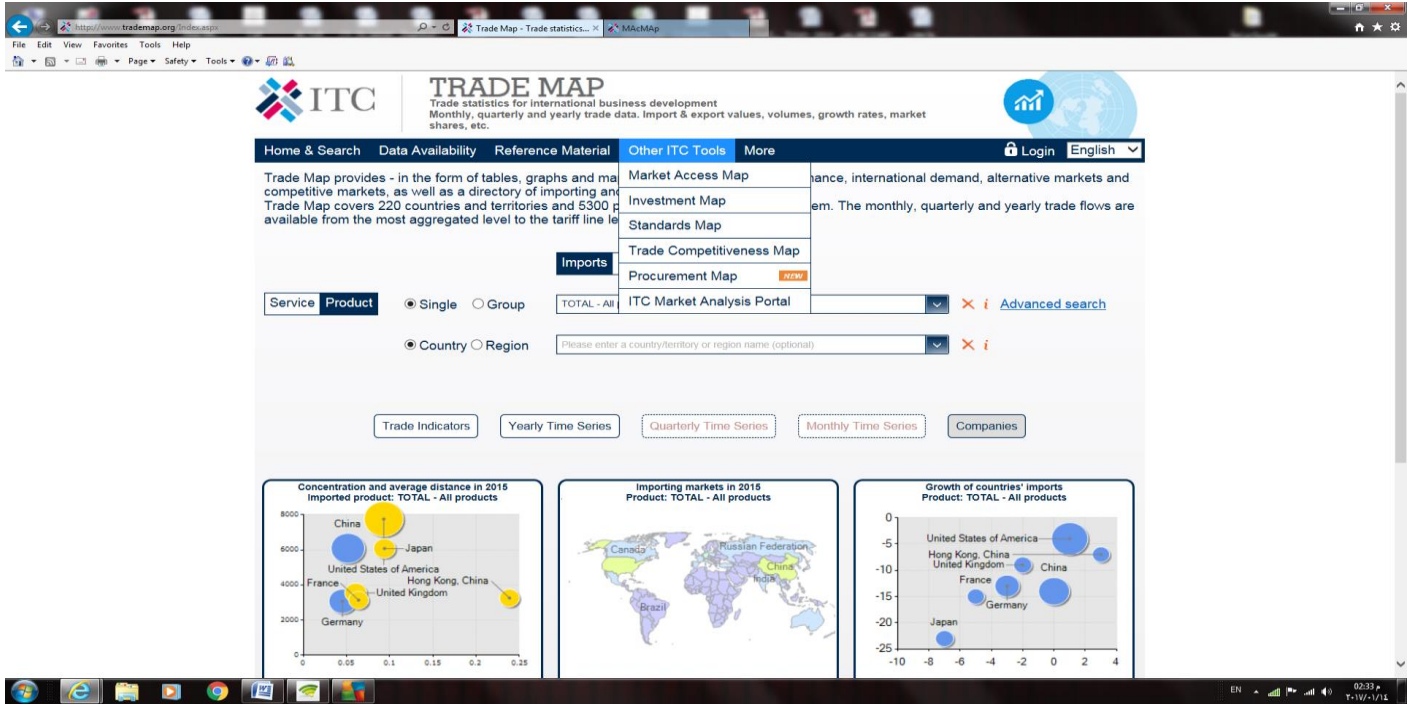 http://www.trademap.org/Index.aspx
Trade Map - Trade statistics...
MAcMAp
File Edit View Favorites Tools Help
Page Safety Tools
ITC
TRADE MAP
Trade statistics for international business development
Monthly, quarterly and yearly trade data. Import & export values, volumes, growth rates, market
shares, etc.
Home & Search Data Availability Reference Material Other ITC Tools More Login English
Market Access Map
Investment Map
Standards Map
Trade Competitiveness Map
Procurement Map NEW
ITC Market Analysis Portal
Trade Map provides - in the form of tables, graphs and international demand, alternative markets and
competitive markets, as well as a directory of importing
Trade Map covers 220 countries and territories and 5300 The monthly, quarterly and yearly trade flows are
available from the most aggregated level to the tariff line
Imports
Service Product Single Group TOTAL - All Advanced search
Country Region Please enter a country/territory or region name (optional)
Trade Indicators Yearly Time Series Quarterly Time Series Monthly Time Series Companies
Concentration and average distance in 2015
Imported product: TOTAL - All products
8000
6000
4000
2000
0
China
Japan
United States of America
Hong Kong, China
France
United Kingdom
Germany
0 0.05 0.1 0.15 0.2 0.25
Importing markets in 2015
Product: TOTAL - All products
Canada
Russian Federation
China
India
Brazil
Growth of countries' imports
Product: TOTAL - All products
0
-5
-10
-15
-20
-25
United States of America
Hong Kong, China
United Kingdom
China
France
Germany
Japan
-10 -8 -6 -4 -2 0 2 4
EN
02:33 م
٢٠١٧/٠١/١٤